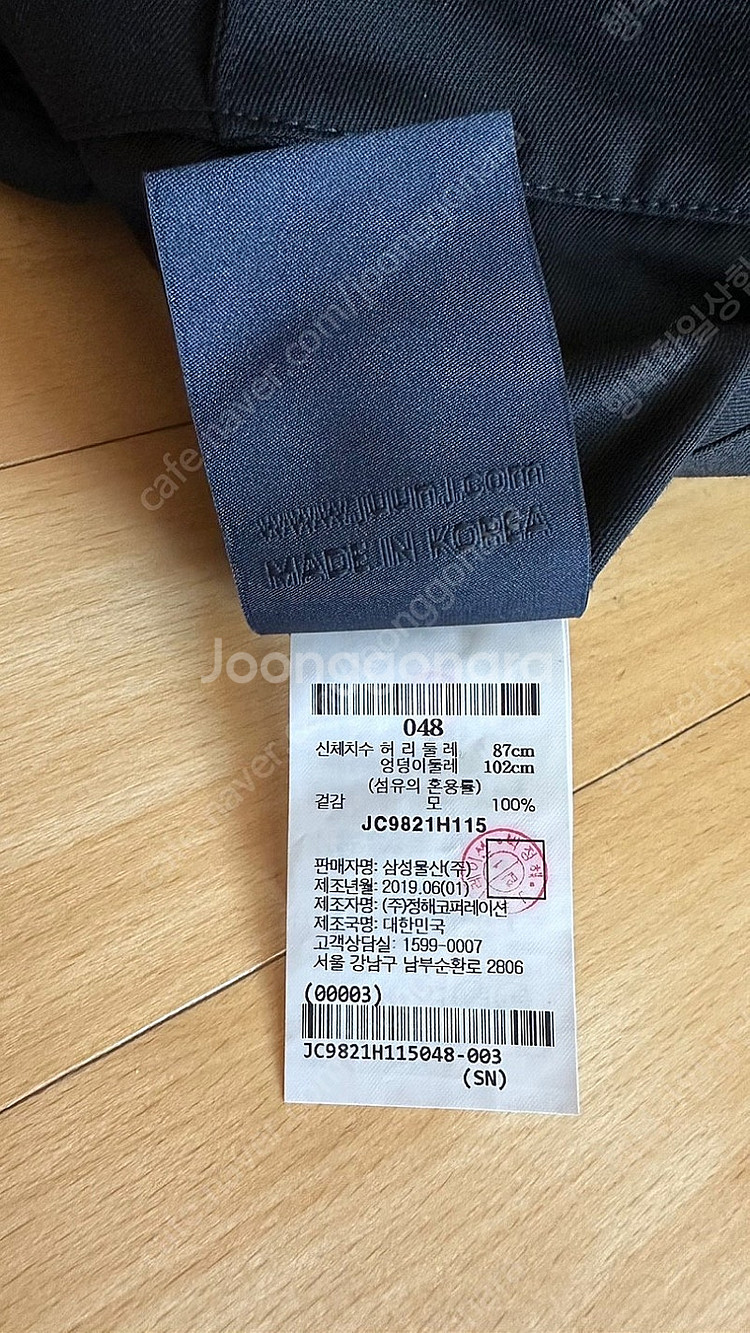 www.juunj.com
MADE IN KOREA
Joonggonara
048
신체치수 허 리 둘 레 87cm
엉덩이둘레 102cm
(섬유의 혼용률)
겉감 모 100%
JC9821H115
판매자명: 삼성물산(주)
제조년월: 2019.06(01)
제조자명: (주)정해코퍼레이션
제조국명: 대한민국
고객상담실: 1599-0007
서울 강남구 남부순환로 2806
(00003)
JC9821H115048-003
(SN)